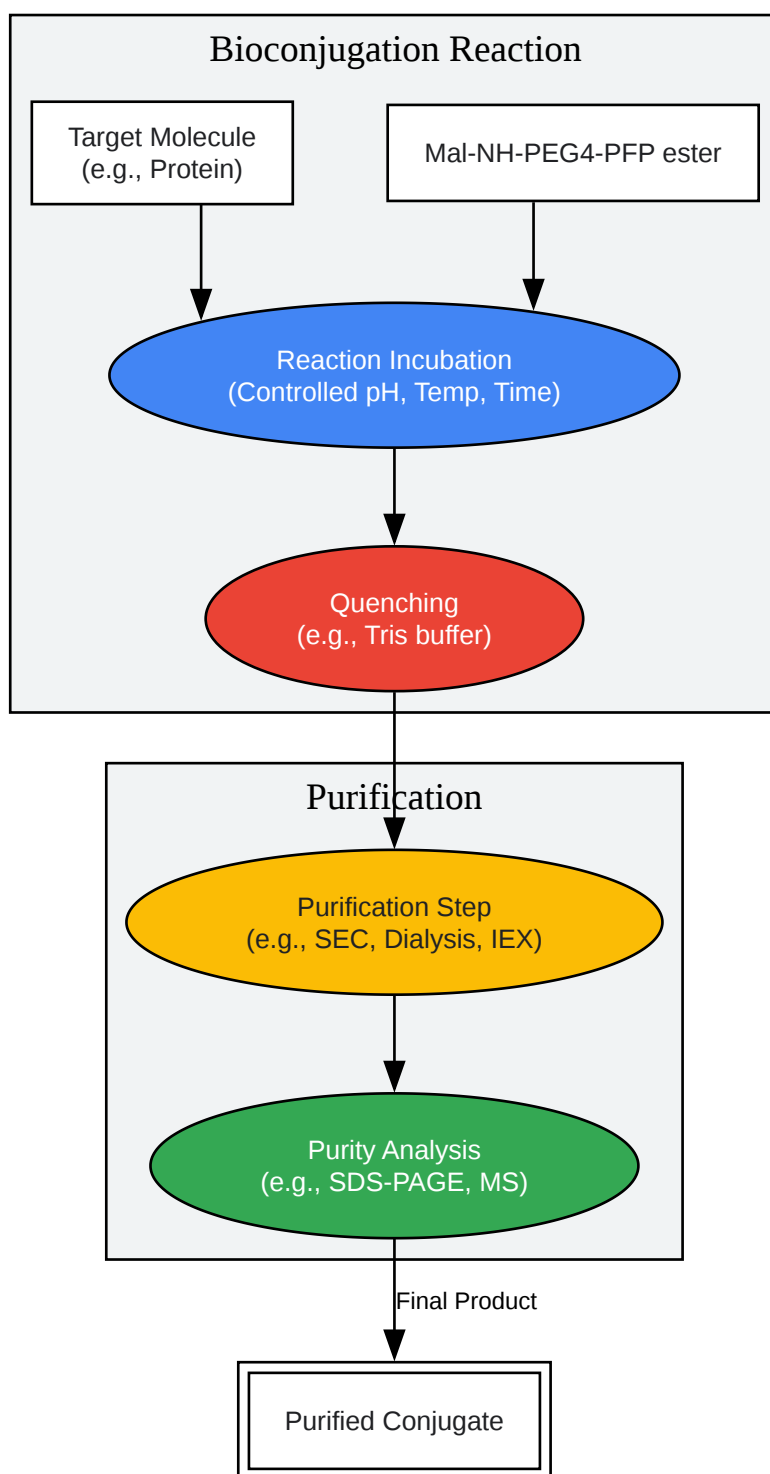 Bioconjugation Reaction
Target Molecule
(e.g., Protein)
Mal-NH-PEG4-PFP ester
Reaction Incubation
(Controlled pH, Temp, Time)
Quenching
(e.g., Tris buffer)
Purification
Purification Step
(e.g., SEC, Dialysis, IEX)
Purity Analysis
(e.g., SDS-PAGE, MS)
Final Product
Purified Conjugate